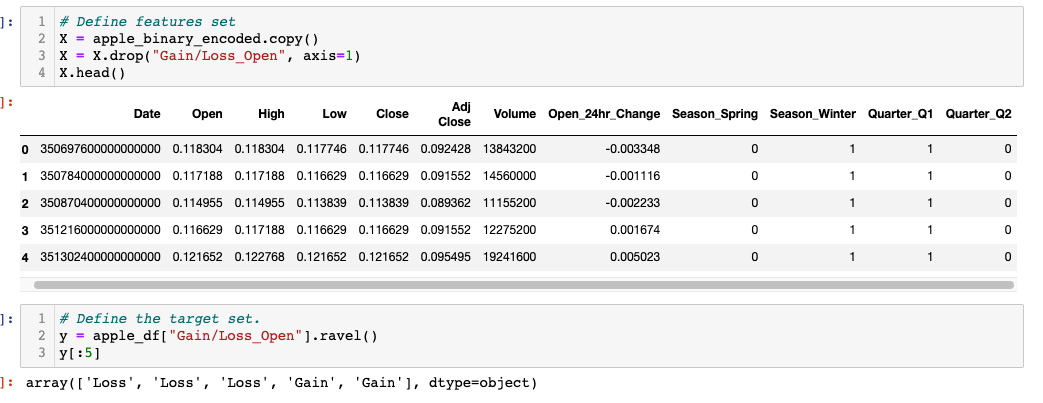 ]:
1 # Define features set
2 X = apple_binary_encoded.copy()
3 X = X.drop("Gain/Loss_Open", axis=1)
4 X.head()
]:
Date Open High Low Close Adj Close Volume Open_24hr_Change Season_Spring Season_Winter Quarter_Q1 Quarter_Q2
0 350697600000000000 0.118304 0.118304 0.117746 0.117746 0.092428 13843200 -0.003348 0 1 1 0
1 350784000000000000 0.117188 0.117188 0.116629 0.116629 0.091552 14560000 -0.001116 0 1 1 0
2 350870400000000000 0.114955 0.114955 0.113839 0.113839 0.089362 11155200 -0.002233 0 1 1 0
3 351216000000000000 0.116629 0.117188 0.116629 0.116629 0.091552 12275200 0.001674 0 1 1 0
4 351302400000000000 0.121652 0.122768 0.121652 0.121652 0.095495 19241600 0.005023 0 1 1 0
]:
1 # Define the target set.
2 y = apple_df["Gain/Loss_Open"].ravel()
3 y[:5]
]: array(['Loss', 'Loss', 'Loss', 'Gain', 'Gain'], dtype=object)